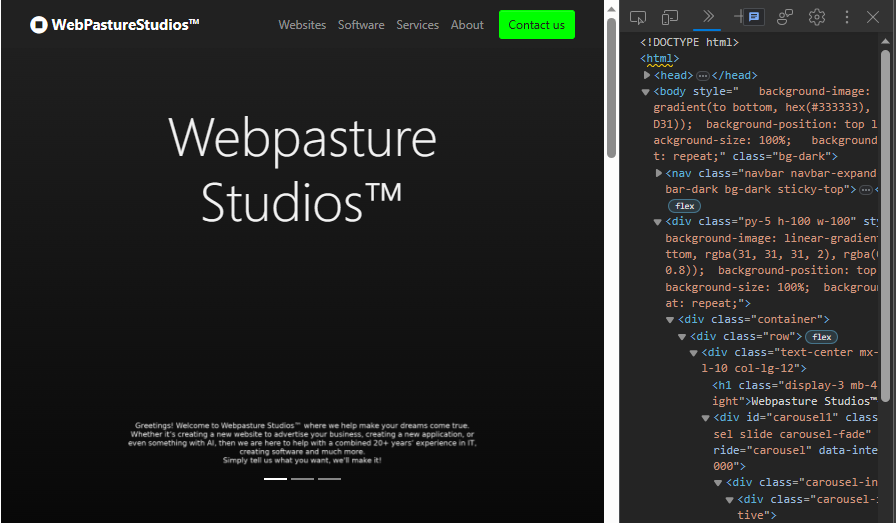 WebPastureStudios™
Websites Software Services About Contact us
Webpasture
Studios™
Greetings! Welcome to Webpasture Studios™ where we help make your dreams come true.
Whether it's creating a new website to advertise your business, creating a new application, or
even something with AI, then we are here to help with a combined 20+ years' experience in IT,
creating software and much more.
Simply tell us what you want, we'll make it!
<!DOCTYPE html>
<html>
<head> ··· </head>
<body style="   background-image:
gradient(to bottom, hex(#333333),
D31));  background-position: top l
ackground-size: 100%;   background
t: repeat;" class="bg-dark">
<nav class="navbar navbar-expand
bar-dark bg-dark sticky-top"> ··· <
flex
<div class="py-5 h-100 w-100" sty
background-image: linear-gradient
ttom, rgba(31, 31, 31, 2), rgba(
0.8));  background-position: top
background-size: 100%;   background
at: repeat;">
<div class="container">
<div class="row"> flex
<div class="text-center mx-
l-10 col-lg-12">
<h1 class="display-3 mb-4
ight">Webpasture Studios™
<div id="carousel1" class
sel slide carousel-fade"
ride="carousel" data-inte
000">
<div class="carousel-in
<div class="carousel-i
tive">